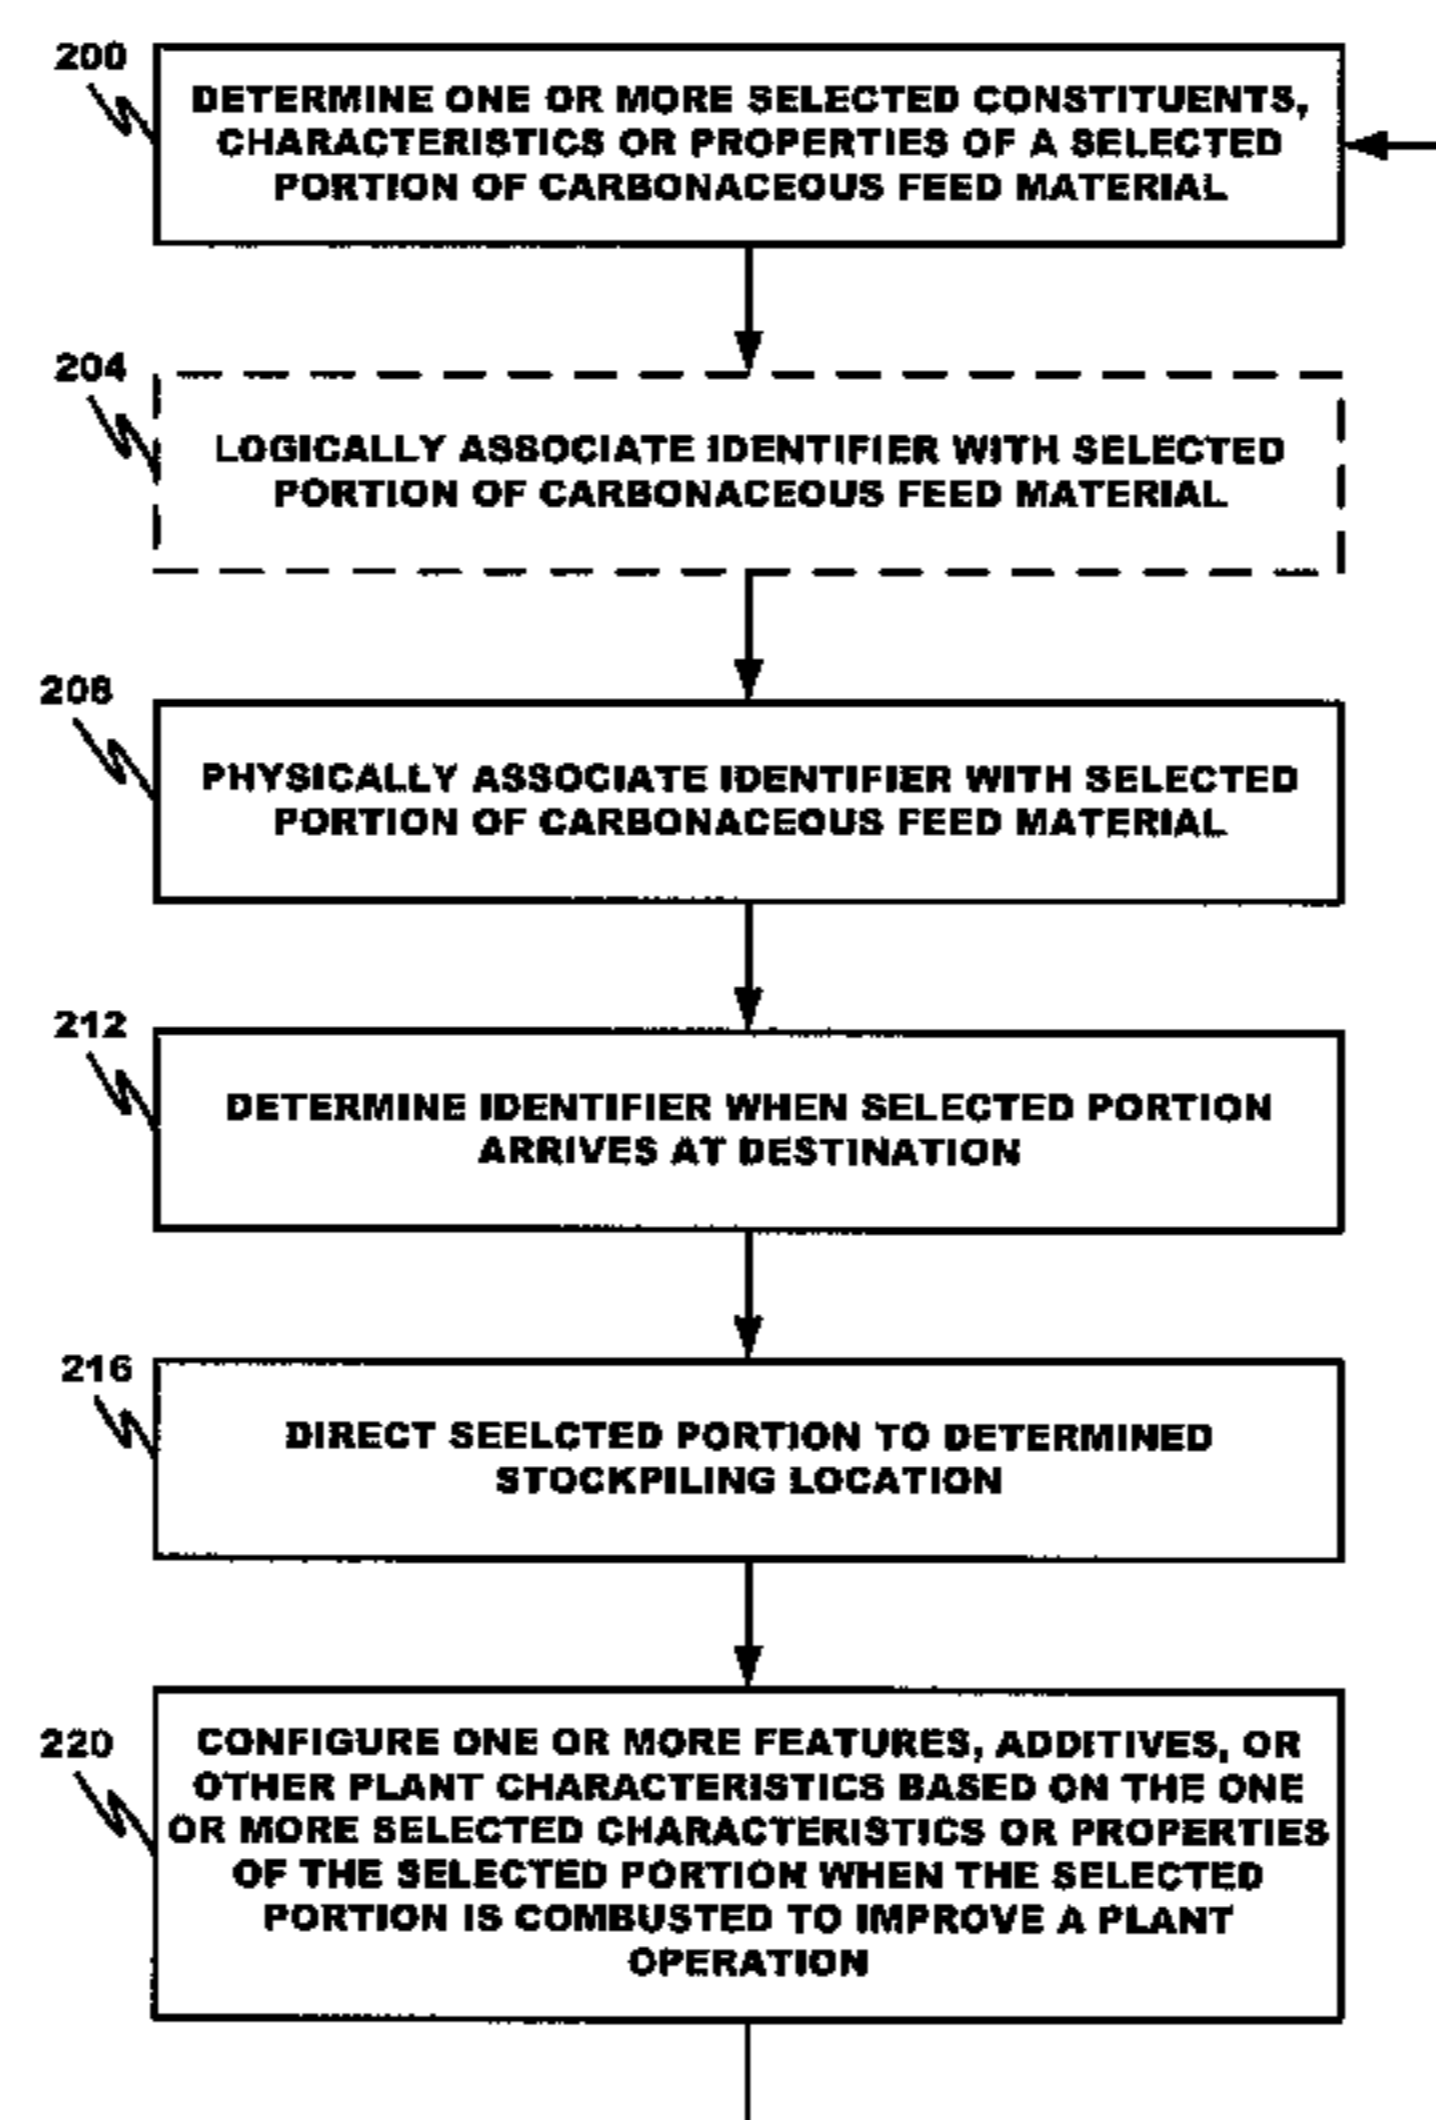 200
DETERMINE ONE OR MORE SELECTED CONSTITUENTS,
CHARACTERISTICS OR PROPERTIES OF A SELECTED
PORTION OF CARBONACEOUS FEED MATERIAL
204
LOGICALLY ASSOCIATE IDENTIFIER WITH SELECTED
PORTION OF CARBONACEOUS FEED MATERIAL
208
PHYSICALLY ASSOCIATE IDENTIFIER WITH SELECTED
PORTION OF CARBONACEOUS FEED MATERIAL
212
DETERMINE IDENTIFIER WHEN SELECTED PORTION
ARRIVES AT DESTINATION
216
DIRECT SEELCTED PORTION TO DETERMINED
STOCKPILING LOCATION
220
CONFIGURE ONE OR MORE FEATURES, ADDITIVES, OR
OTHER PLANT CHARACTERISTICS BASED ON THE ONE
OR MORE SELECTED CHARACTERISTICS OR PROPERTIES
OF THE SELECTED PORTION WHEN THE SELECTED
PORTION IS COMBUSTED TO IMPROVE A PLANT
OPERATION